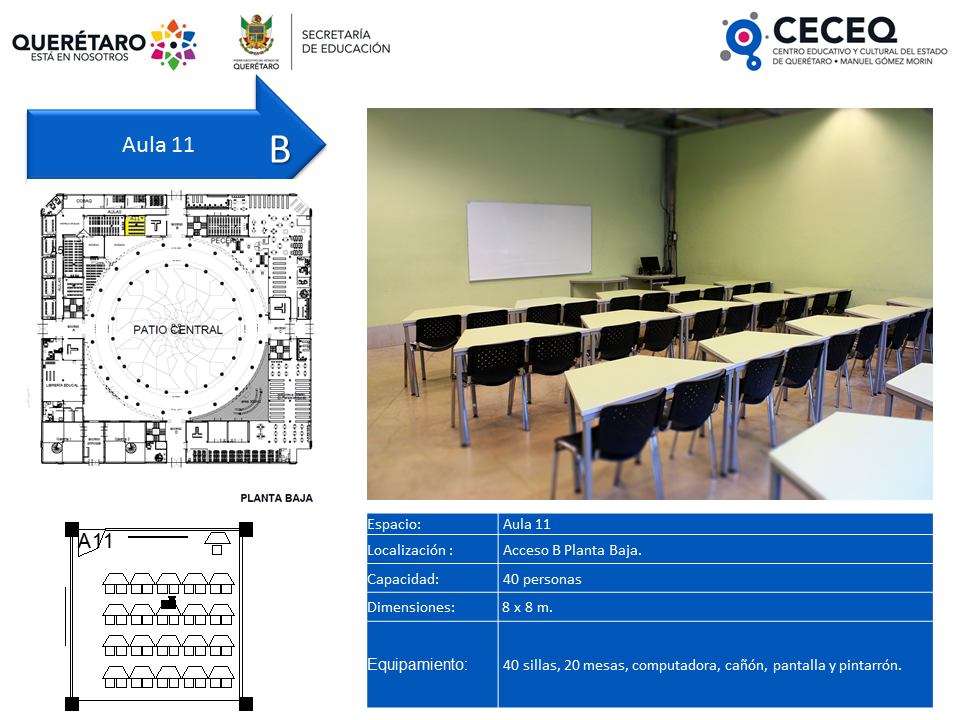 QUERÉTARO
ESTÁ EN NOSOTROS
PODER EJECUTIVO DEL ESTADO DE
QUERÉTARO
SECRETARÍA
DE EDUCACIÓN
CECEQ
CENTRO EDUCATIVO Y CULTURAL DEL ESTADO
DE QUERÉTARO • MANUEL GÓMEZ MORIN
Aula 11
B
AULAS
PATIO CENTRAL
PLANTA BAJA
A11
Espacio: Aula 11
Localización : Acceso B Planta Baja.
Capacidad: 40 personas
Dimensiones: 8 x 8 m.
Equipamiento: 40 sillas, 20 mesas, computadora, cañón, pantalla y pintarrón.